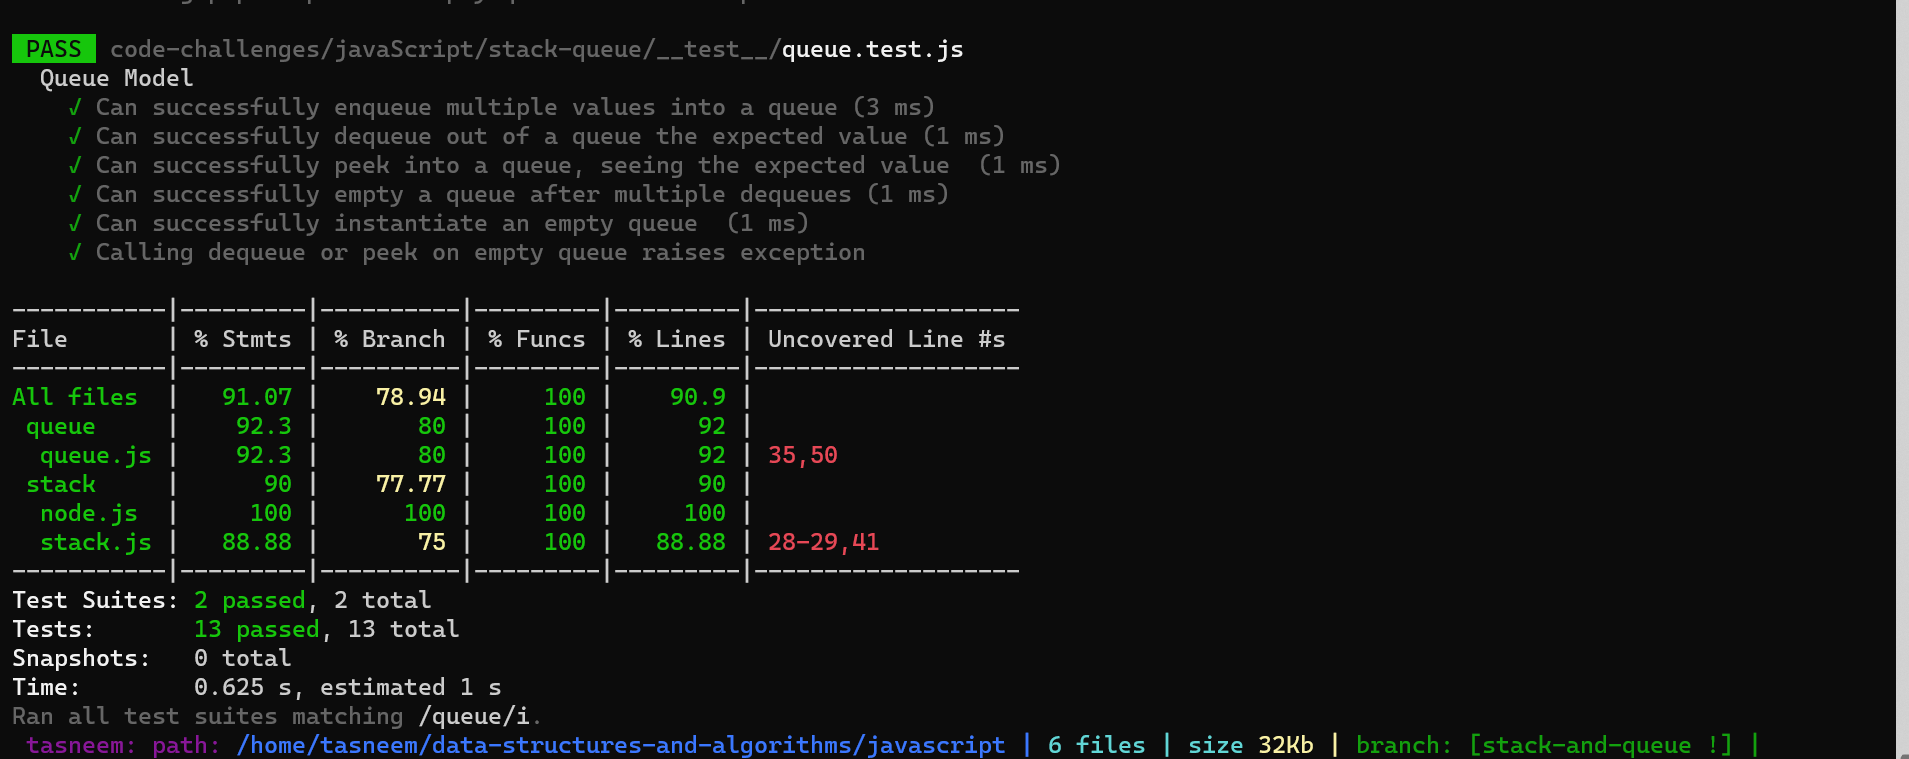 PASS code-challenges/javaScript/stack-queue/__test__/queue.test.js
Queue Model
√ Can successfully enqueue multiple values into a queue (3 ms)
√ Can successfully dequeue out of a queue the expected value (1 ms)
√ Can successfully peek into a queue, seeing the expected value  (1 ms)
√ Can successfully empty a queue after multiple dequeues (1 ms)
√ Can successfully instantiate an empty queue  (1 ms)
√ Calling dequeue or peek on empty queue raises exception
-----------|---------|----------|---------|---------|-------------------
File       | % Stmts | % Branch | % Funcs | % Lines | Uncovered Line #s
-----------|---------|----------|---------|---------|-------------------
All files  |   91.07 |    78.94 |     100 |    90.9 |
 queue     |    92.3 |       80 |     100 |      92 |
  queue.js |    92.3 |       80 |     100 |      92 | 35,50
 stack     |      90 |    77.77 |     100 |      90 |
  node.js  |     100 |      100 |     100 |     100 |
  stack.js |   88.88 |       75 |     100 |   88.88 | 28-29,41
-----------|---------|----------|---------|---------|-------------------
Test Suites: 2 passed, 2 total
Tests:       13 passed, 13 total
Snapshots:   0 total
Time:        0.625 s, estimated 1 s
Ran all test suites matching /queue/i.
tasneem: path: /home/tasneem/data-structures-and-algorithms/javascript | 6 files | size 32Kb | branch: [stack-and-queue !] |